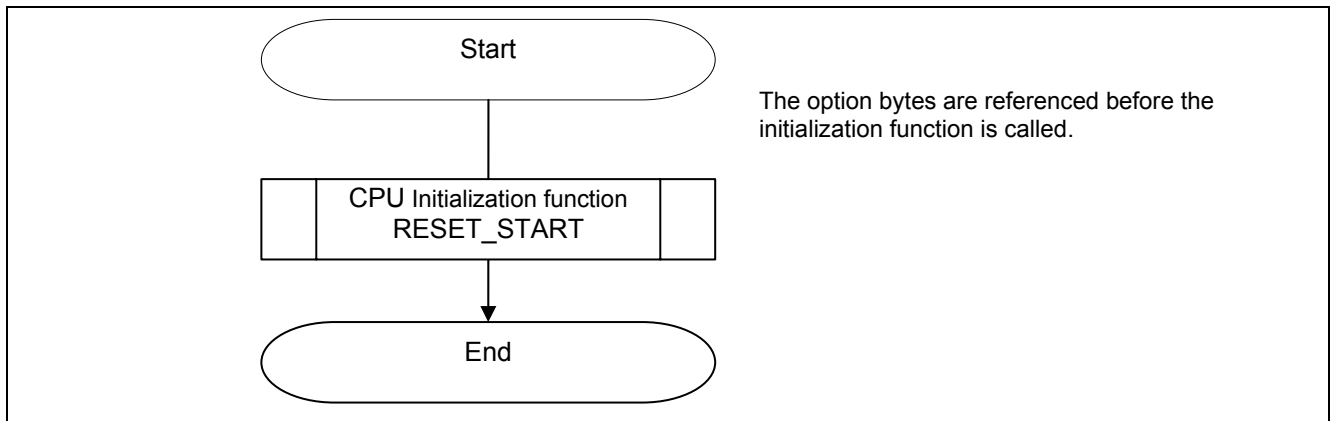 Start
The option bytes are referenced before the
initialization function is called.
CPU Initialization function
RESET_START
End